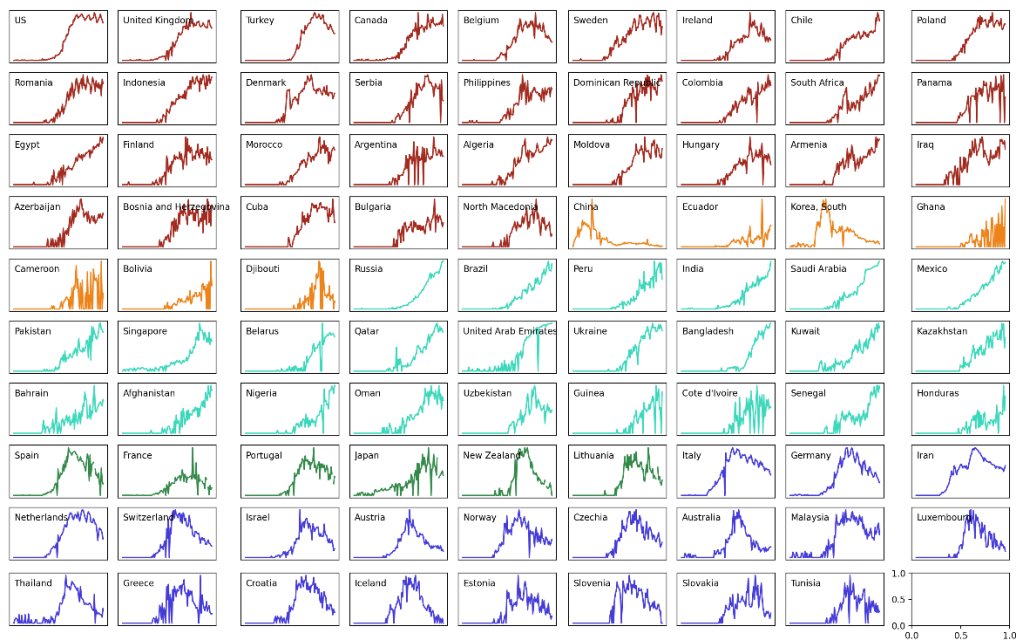 US
United Kingdom
Turkey
Canada
Belgium
Sweden
Ireland
Chile
Poland
Romania
Indonesia
Denmark
Serbia
Philippines
Dominican Republic
Colombia
South Africa
Panama
Egypt
Finland
Morocco
Argentina
Algeria
Moldova
Hungary
Armenia
Iraq
Azerbaijan
Bosnia and Herzegovina
Cuba
Bulgaria
North Macedonia
China
Ecuador
Korea, South
Ghana
Cameroon
Bolivia
Djibouti
Russia
Brazil
Peru
India
Saudi Arabia
Mexico
Pakistan
Singapore
Belarus
Qatar
United Arab Emirates
Ukraine
Bangladesh
Kuwait
Kazakhstan
Bahrain
Afghanistan
Nigeria
Oman
Uzbekistan
Guinea
Cote d'Ivoire
Senegal
Honduras
Spain
France
Portugal
Japan
New Zealand
Lithuania
Italy
Germany
Iran
Netherlands
Switzerland
Israel
Austria
Norway
Czechia
Australia
Malaysia
Luxembourg
Thailand
Greece
Croatia
Iceland
Estonia
Slovenia
Slovakia
Tunisia
1.0
0.5
0.0
0.0 0.5 1.0